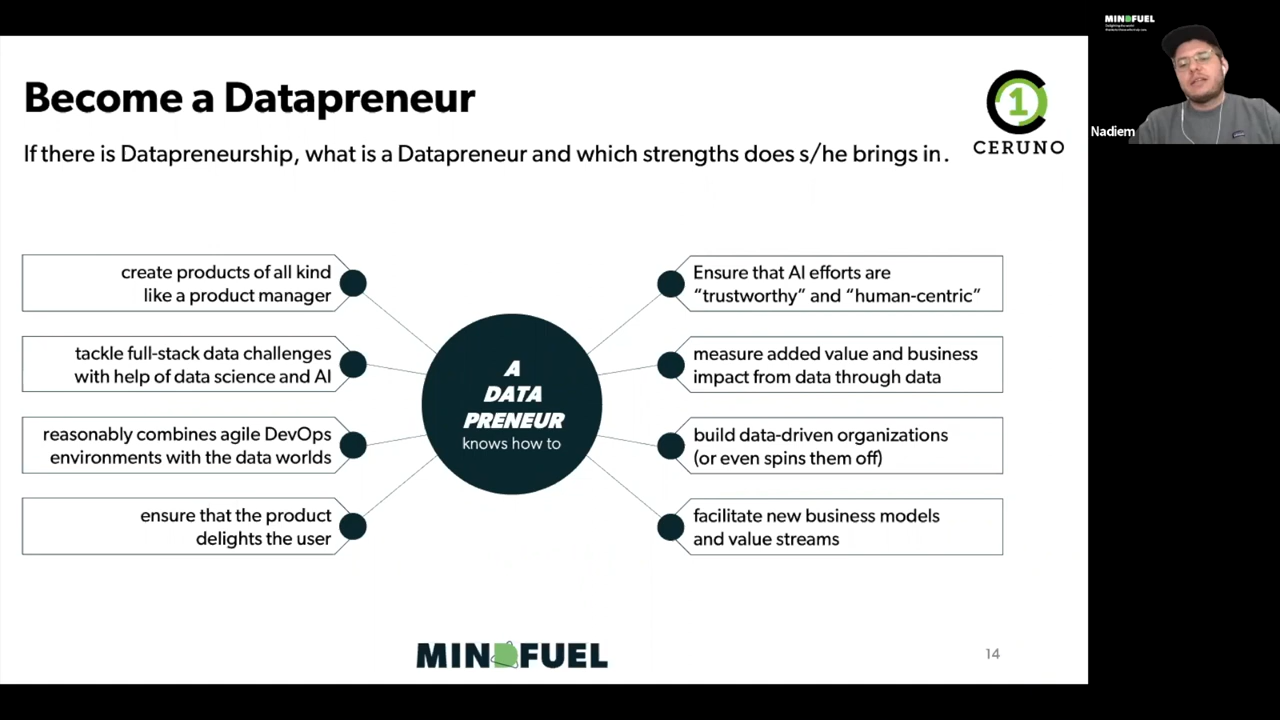 Become a Datapreneur
If there is Datapreneurship, what is a Datapreneur and which strengths does s/he brings in.
1
CERUNO
create products of all kind
like a product manager
tackle full-stack data challenges
with help of data science and AI
reasonably combines agile DevOps
environments with the data worlds
ensure that the product
delights the user
A
DATA
PRENEUR
knows how to
Ensure that AI efforts are
“trustworthy” and “human-centric”
measure added value and business
impact from data through data
build data-driven organizations
(or even spins them off)
facilitate new business models
and value streams
MINDFUEL
14
MINDFUEL
Nadiem